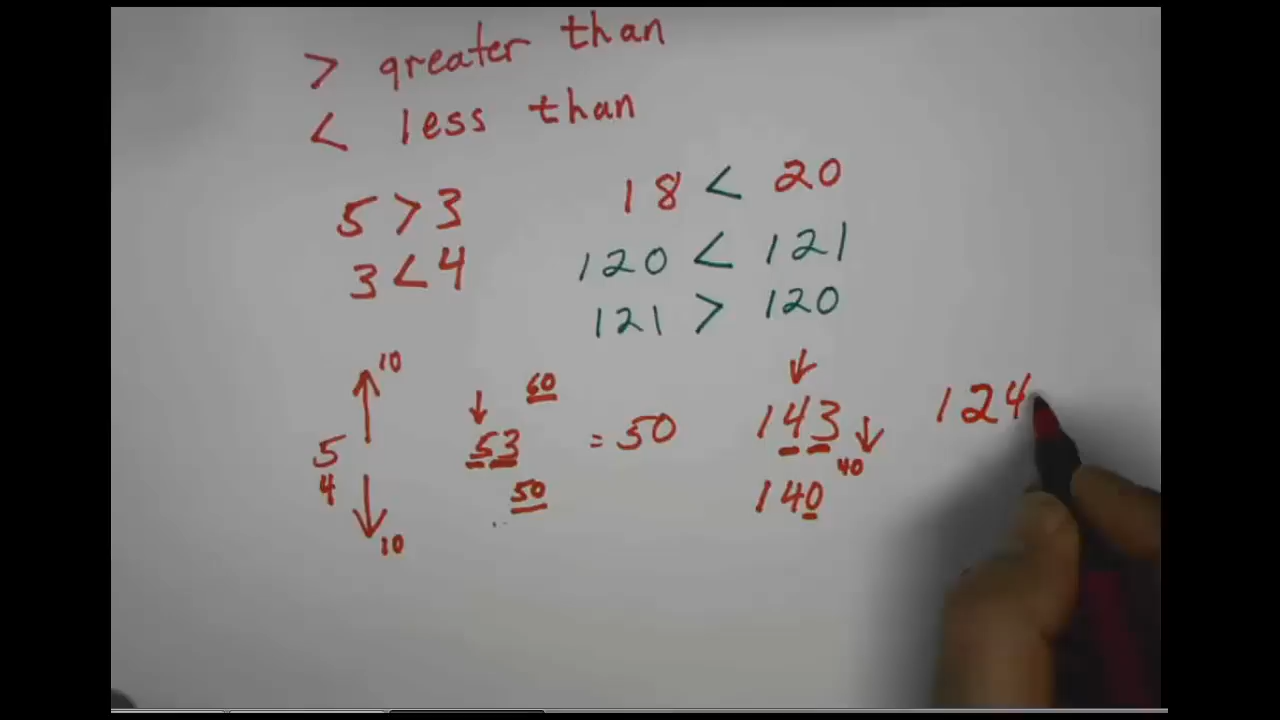 > greater than
< less than
5 > 3
3 < 4
18 < 20
120 < 121
121 > 120
10
5
4
10
60
53 = 50
50
143
40
140
124